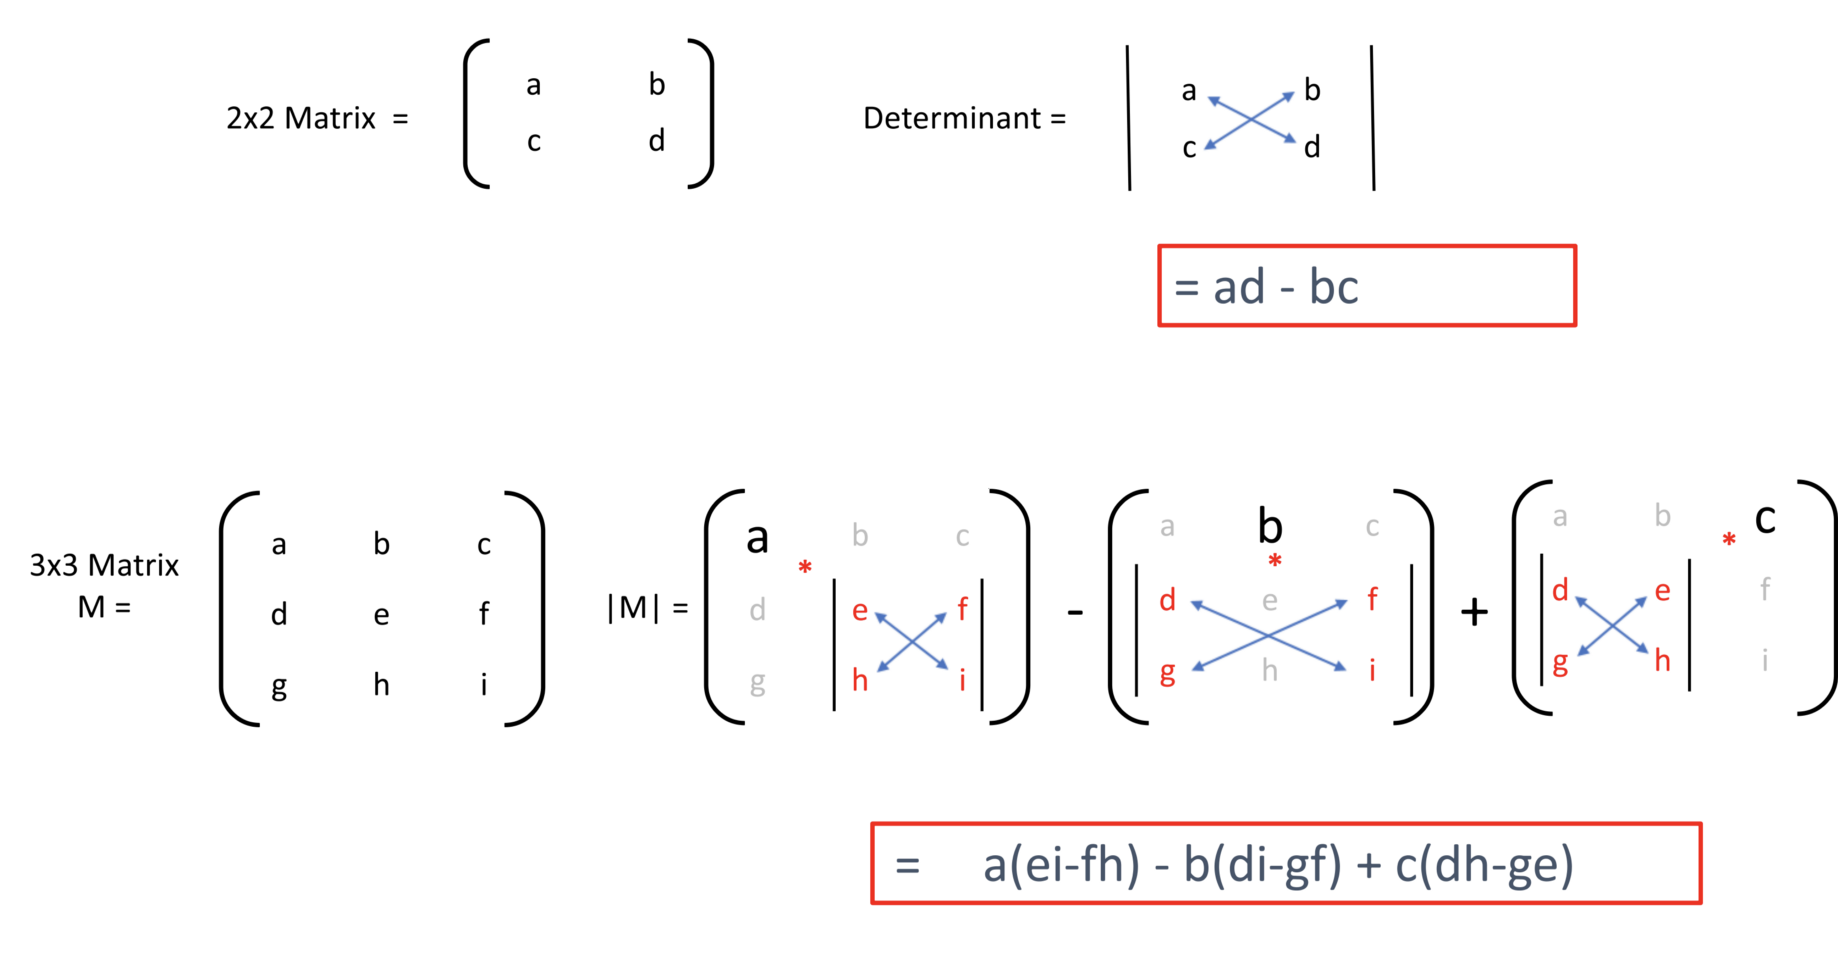 2x2 Matrix =
a b
c d
Determinant =
a b
c d
= ad - bc
3x3 Matrix
M =
a b c
d e f
g h i
|M| =
a b c
*
d e f
g h i
-
a b c
*
d e f
g h i
+
a b c
*
d e f
g h i
= a(ei-fh) - b(di-gf) + c(dh-ge)